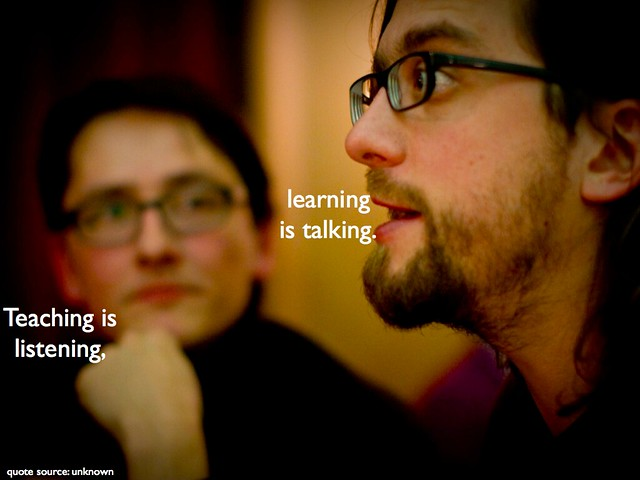 Teaching is
listening,
learning
is talking.
quote source: unknown